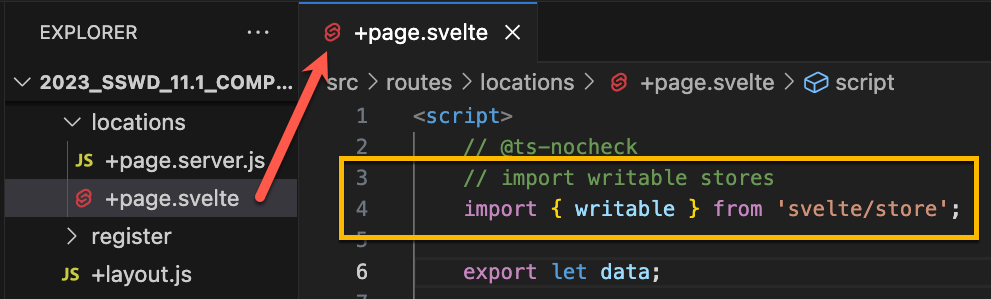 EXPLORER ...
2023_SSWD_11.1_COMP...
locations
JS +page.server.js
+page.svelte
register
JS +layout.js
+page.svelte ×
src > routes > locations > +page.svelte > script
1 <script>
2 // @ts-nocheck
3 // import writable stores
4 import { writable } from 'svelte/store';
5
6 export let data;
7